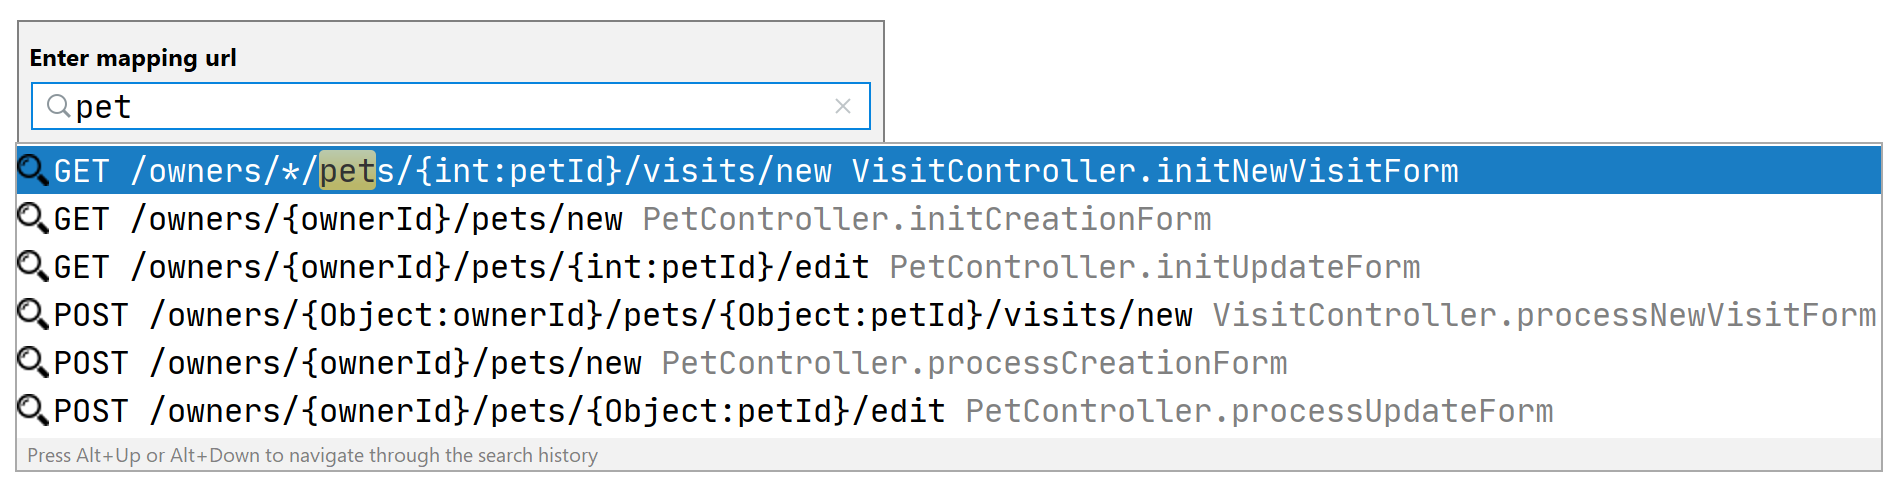 Enter mapping url
pet
GET /owners/*/pets/{int:petId}/visits/new VisitController.initNewVisitForm
GET /owners/{ownerId}/pets/new PetController.initCreationForm
GET /owners/{ownerId}/pets/{int:petId}/edit PetController.initUpdateForm
POST /owners/{Object:ownerId}/pets/{Object:petId}/visits/new VisitController.processNewVisitForm
POST /owners/{ownerId}/pets/new PetController.processCreationForm
POST /owners/{ownerId}/pets/{Object:petId}/edit PetController.processUpdateForm
Press Alt+Up or Alt+Down to navigate through the search history